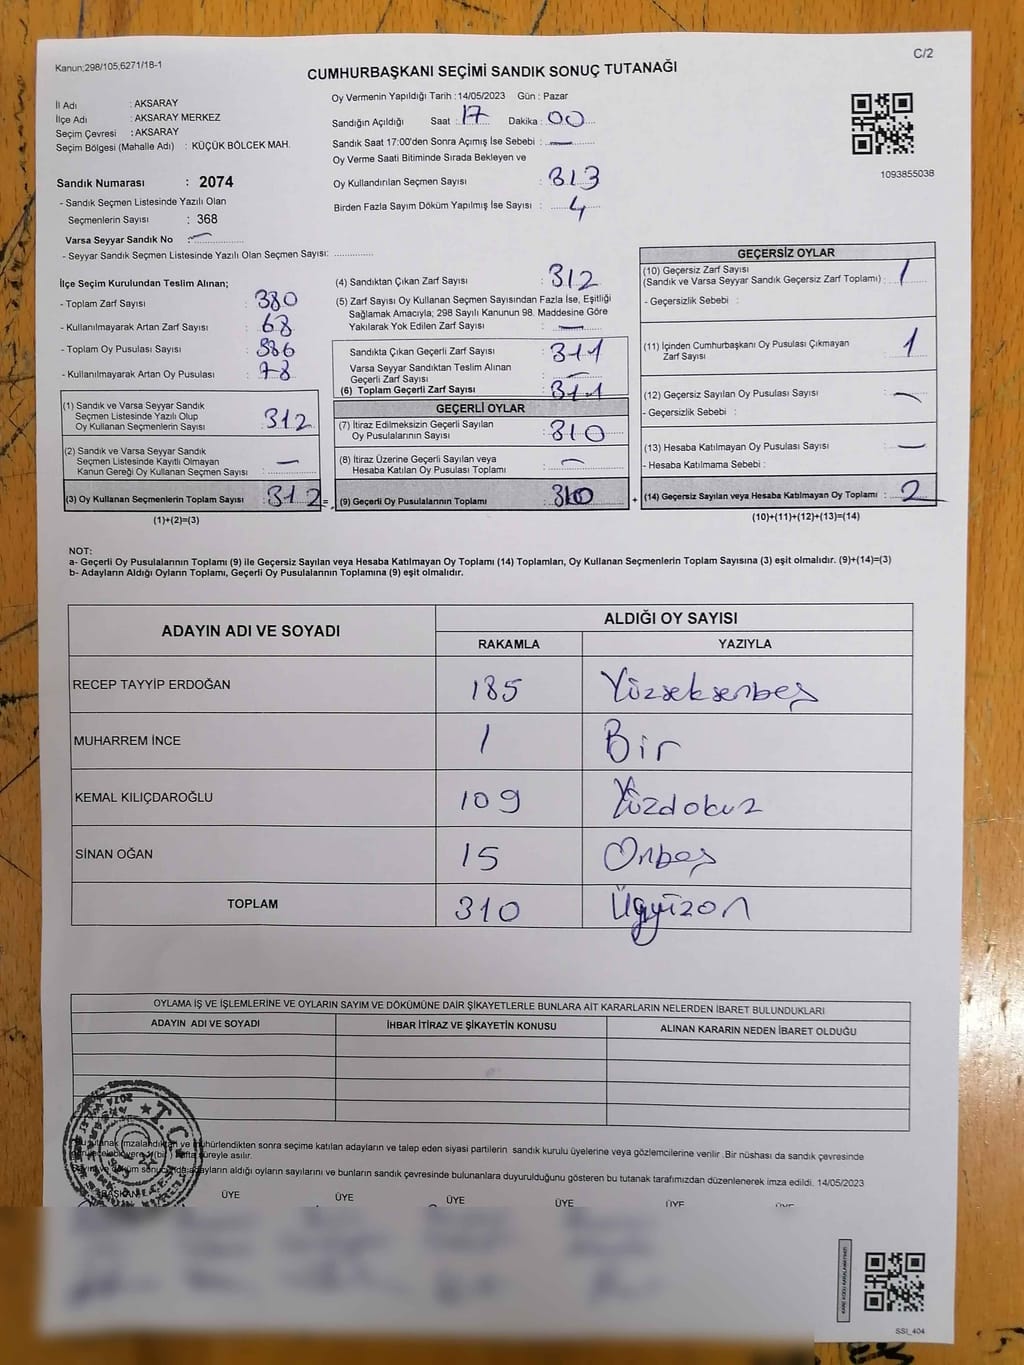 Kanun;298/105,6271/18-1
C/2
CUMHURBAŞKANI SEÇİMİ SANDIK SONUÇ TUTANAĞI
İl Adı : AKSARAY
İlçe Adı : AKSARAY MERKEZ
Seçim Çevresi : AKSARAY
Seçim Bölgesi (Mahalle Adı) : KÜÇÜK BÖLCEK MAH.
Oy Vermenin Yapıldığı Tarih : 14/05/2023 Gün : Pazar
Sandığın Açıldığı Saat : 17 Dakika : 00
Sandık Saat 17:00'den Sonra Açımış İse Sebebi : —
Oy Verme Saati Bitiminde Sırada Bekleyen ve
Oy Kullandırılan Seçmen Sayısı : 313
Birden Fazla Sayım Döküm Yapılmış İse Sayısı : 4
1093855038
Sandık Numarası : 2074
- Sandık Seçmen Listesinde Yazılı Olan
Seçmenlerin Sayısı : 368
Varsa Seyyar Sandık No : —
- Seyyar Sandık Seçmen Listesinde Yazılı Olan Seçmen Sayısı:
İlçe Seçim Kurulundan Teslim Alınan;
- Toplam Zarf Sayısı : 380
- Kullanılmayarak Artan Zarf Sayısı : 68
- Toplam Oy Pusulası Sayısı : 386
- Kullanılmayarak Artan Oy Pusulası : 78
(1) Sandık ve Varsa Seyyar Sandık
Seçmen Listesinde Yazılı Olup
Oy Kullanan Seçmenlerin Sayısı : 312
(2) Sandık ve Varsa Seyyar Sandık
Seçmen Listesinde Kayıtlı Olmayan
Kanun Gereği Oy Kullanan Seçmen Sayısı : —
(3) Oy Kullanan Seçmenlerin Toplam Sayısı : 312 =
(1)+(2)=(3)
(4) Sandıktan Çıkan Zarf Sayısı : 312
(5) Zarf Sayısı Oy Kullanan Seçmen Sayısından Fazla İse, Eşitliği
Sağlamak Amacıyla; 298 Sayılı Kanunun 98. Maddesine Göre
Yakılarak Yok Edilen Zarf Sayısı : —
Sandıkta Çıkan Geçerli Zarf Sayısı : 311
Varsa Seyyar Sandıktan Teslim Alınan
Geçerli Zarf Sayısı : —
(6) Toplam Geçerli Zarf Sayısı : 311
GEÇERLİ OYLAR
(7) İtiraz Edilmeksizin Geçerli Sayılan
Oy Pusulalarının Sayısı : 310
(8) İtiraz Üzerine Geçerli Sayılan veya
Hesaba Katılan Oy Pusulası Toplamı : —
(9) Geçerli Oy Pusulalarının Toplamı : 310 +
GEÇERSİZ OYLAR
(10) Geçersiz Zarf Sayısı
(Sandık ve Varsa Seyyar Sandık Geçersiz Zarf Toplamı) : 1
- Geçersizlik Sebebi :
(11) İçinden Cumhurbaşkanı Oy Pusulası Çıkmayan
Zarf Sayısı : 1
(12) Geçersiz Sayılan Oy Pusulası Sayısı : —
- Geçersizlik Sebebi :
(13) Hesaba Katılmayan Oy Pusulası Sayısı : —
- Hesaba Katılmama Sebebi :
(14) Geçersiz Sayılan veya Hesaba Katılmayan Oy Toplamı : 2
(10)+(11)+(12)+(13)=(14)
NOT:
a- Geçerli Oy Pusulalarının Toplamı (9) ile Geçersiz Sayılan veya Hesaba Katılmayan Oy Toplamı (14) Toplamları, Oy Kullanan Seçmenlerin Toplam Sayısına (3) eşit olmalıdır. (9)+(14)=(3)
b- Adayların Aldığı Oyların Toplamı, Geçerli Oy Pusulalarının Toplamına (9) eşit olmalıdır.
ADAYIN ADI VE SOYADI
ALDIĞI OY SAYISI
RAKAMLA YAZIYLA
RECEP TAYYİP ERDOĞAN 185 Yüzseksenbeş
MUHARREM İNCE 1 Bir
KEMAL KILIÇDAROĞLU 109 Yüzdokuz
SİNAN OĞAN 15 Onbeş
TOPLAM 310 Üçyüzon
OYLAMA İŞ VE İŞLEMLERİNE VE OYLARIN SAYIM VE DÖKÜMÜNE DAİR ŞİKAYETLERLE BUNLARA AİT KARARLARIN NELERDEN İBARET BULUNDUKLARI
ADAYIN ADI VE SOYADI İHBAR İTİRAZ VE ŞİKAYETİN KONUSU ALINAN KARARIN NEDEN İBARET OLDUĞU
T.C.
2074
imzalandıktan ve mühürlendikten sonra seçime katılan adayların ve talep eden siyasi partilerin sandık kurulu üyelerine veya gözlemcilerine verilir. Bir nüshası da sandık çevresinde
(bir) hafta süreyle asılır.
döküm sonucunda adayların aldığı oyların sayılarını ve bunların sandık çevresinde bulunanlara duyurulduğunu gösteren bu tutanak tarafımızdan düzenlenerek imza edildi. 14/05/2023
BAŞKAN ÜYE ÜYE ÜYE ÜYE ÜYE ÜYE
SSI_404